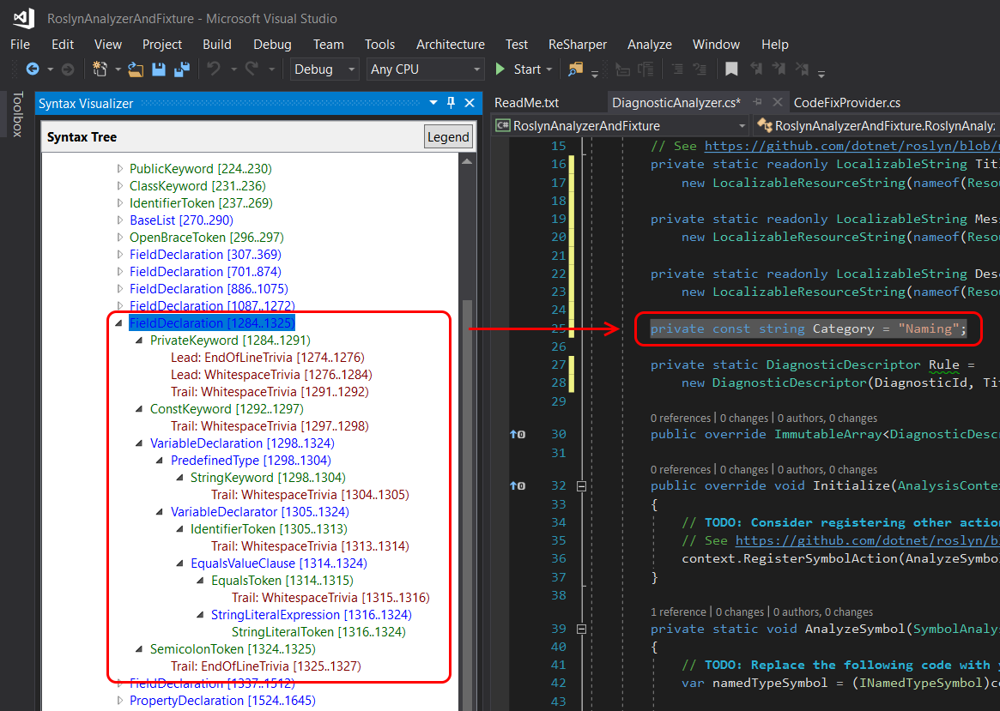 RoslynAnalyzerAndFixture - Microsoft Visual Studio
File Edit View Project Build Debug Team Tools Architecture Test ReSharper Analyze Window Help
Debug Any CPU Start
Toolbox
Syntax Visualizer
Syntax Tree Legend
PublicKeyword [224..230)
ClassKeyword [231..236)
IdentifierToken [237..269)
BaseList [270..290)
OpenBraceToken [296..297)
FieldDeclaration [307..369)
FieldDeclaration [701..874)
FieldDeclaration [886..1075)
FieldDeclaration [1087..1272)
FieldDeclaration [1284..1325)
PrivateKeyword [1284..1291)
Lead: EndOfLineTrivia [1274..1276)
Lead: WhitespaceTrivia [1276..1284)
Trail: WhitespaceTrivia [1291..1292)
ConstKeyword [1292..1297)
Trail: WhitespaceTrivia [1297..1298)
VariableDeclaration [1298..1324)
PredefinedType [1298..1304)
StringKeyword [1298..1304)
Trail: WhitespaceTrivia [1304..1305)
VariableDeclarator [1305..1324)
IdentifierToken [1305..1313)
Trail: WhitespaceTrivia [1313..1314)
EqualsValueClause [1314..1324)
EqualsToken [1314..1315)
Trail: WhitespaceTrivia [1315..1316)
StringLiteralExpression [1316..1324)
StringLiteralToken [1316..1324)
SemicolonToken [1324..1325)
Trail: EndOfLineTrivia [1325..1327)
FieldDeclaration [1337..1512)
PropertyDeclaration [1524..1645)
ReadMe.txt DiagnosticAnalyzer.cs* CodeFixProvider.cs
C# RoslynAnalyzerAndFixture RoslynAnalyzerAndFixture.RoslynAnaly
15 // See https://github.com/dotnet/roslyn/blob/
16 private static readonly LocalizableString Tit
17 new LocalizableResourceString(nameof(Reso
18
19 private static readonly LocalizableString Mes
20 new LocalizableResourceString(nameof(Reso
21
22 private static readonly LocalizableString Des
23 new LocalizableResourceString(nameof(Reso
24
25 private const string Category = "Naming";
26
27 private static DiagnosticDescriptor Rule =
28 new DiagnosticDescriptor(DiagnosticId, Tit
29
0 references | 0 changes | 0 authors, 0 changes
30 public override ImmutableArray<DiagnosticDesc
31
0 references | 0 changes | 0 authors, 0 changes
32 public override void Initialize(AnalysisConte
33 {
34 // TODO: Consider registering other action
35 // See https://github.com/dotnet/roslyn/bl
36 context.RegisterSymbolAction(AnalyzeSymbo
37 }
38
1 reference | 0 changes | 0 authors, 0 changes
39 private static void AnalyzeSymbol(SymbolAnalys
40 {
41 // TODO: Replace the following code with y
42 var namedTypeSymbol = (INamedTypeSymbol)co
43